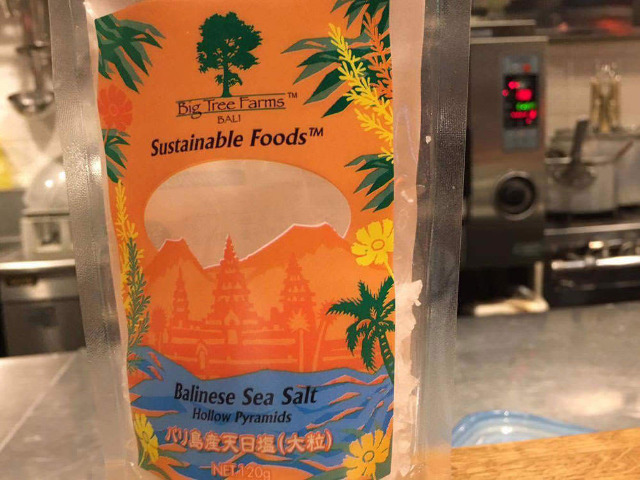 Big Tree Farms™
BALI
Sustainable Foods™
Balinese Sea Salt
Hollow Pyramids
バリ島産天日塩(大粒)
NET.120g